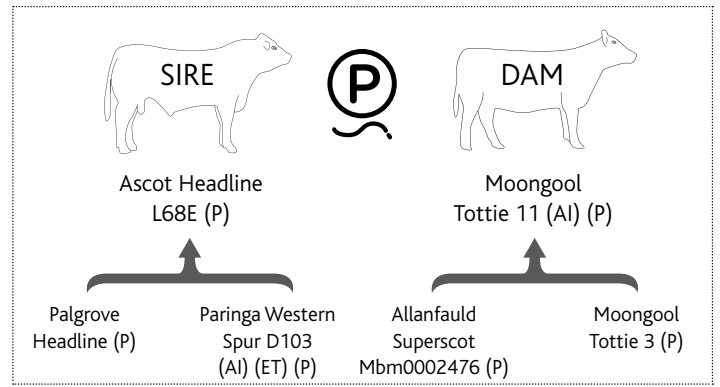 SIRE
P
DAM
Ascot Headline
L68E (P)
Moongool
Tottie 11 (AI) (P)
Palgrove
Headline (P)
Paringa Western
Spur D103
(AI) (ET) (P)
Allanfauld
Superscot
Mbm0002476 (P)
Moongool
Tottie 3 (P)